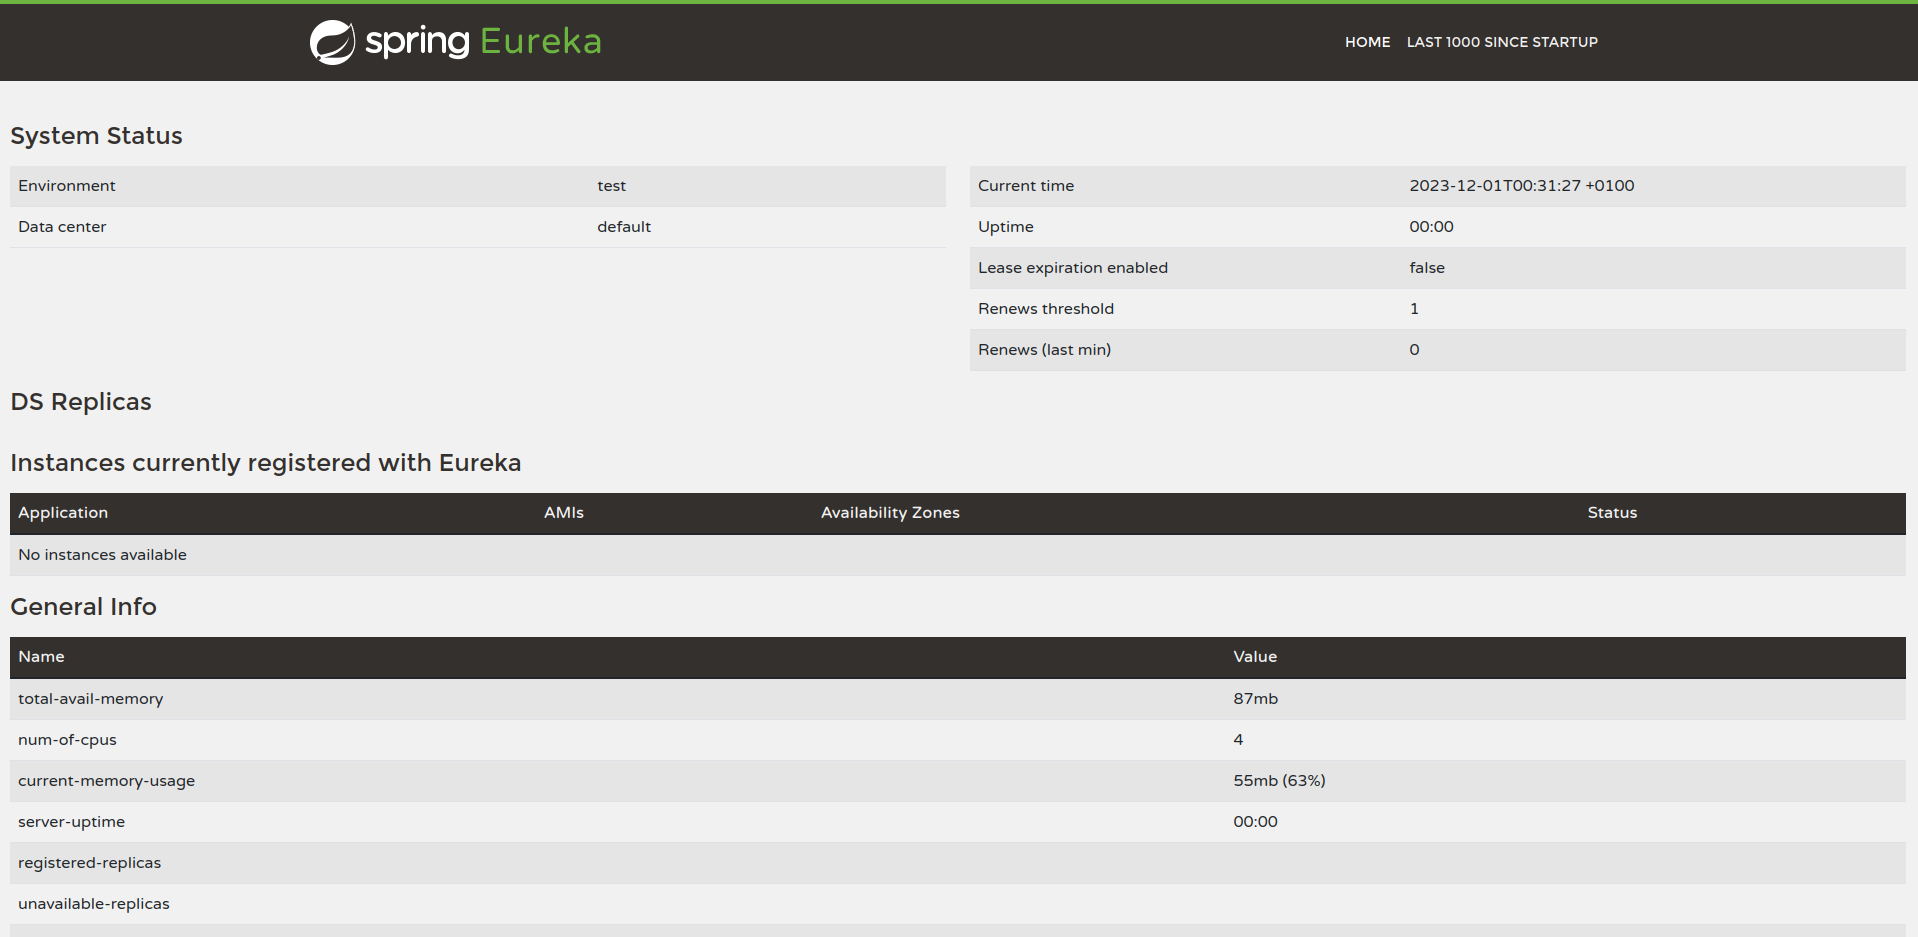 spring Eureka
HOME LAST 1000 SINCE STARTUP
System Status
Environment test
Data center default
Current time 2023-12-01T00:31:27 +0100
Uptime 00:00
Lease expiration enabled false
Renews threshold 1
Renews (last min) 0
DS Replicas
Instances currently registered with Eureka
Application AMIs Availability Zones Status
No instances available
General Info
Name Value
total-avail-memory 87mb
num-of-cpus 4
current-memory-usage 55mb (63%)
server-uptime 00:00
registered-replicas
unavailable-replicas